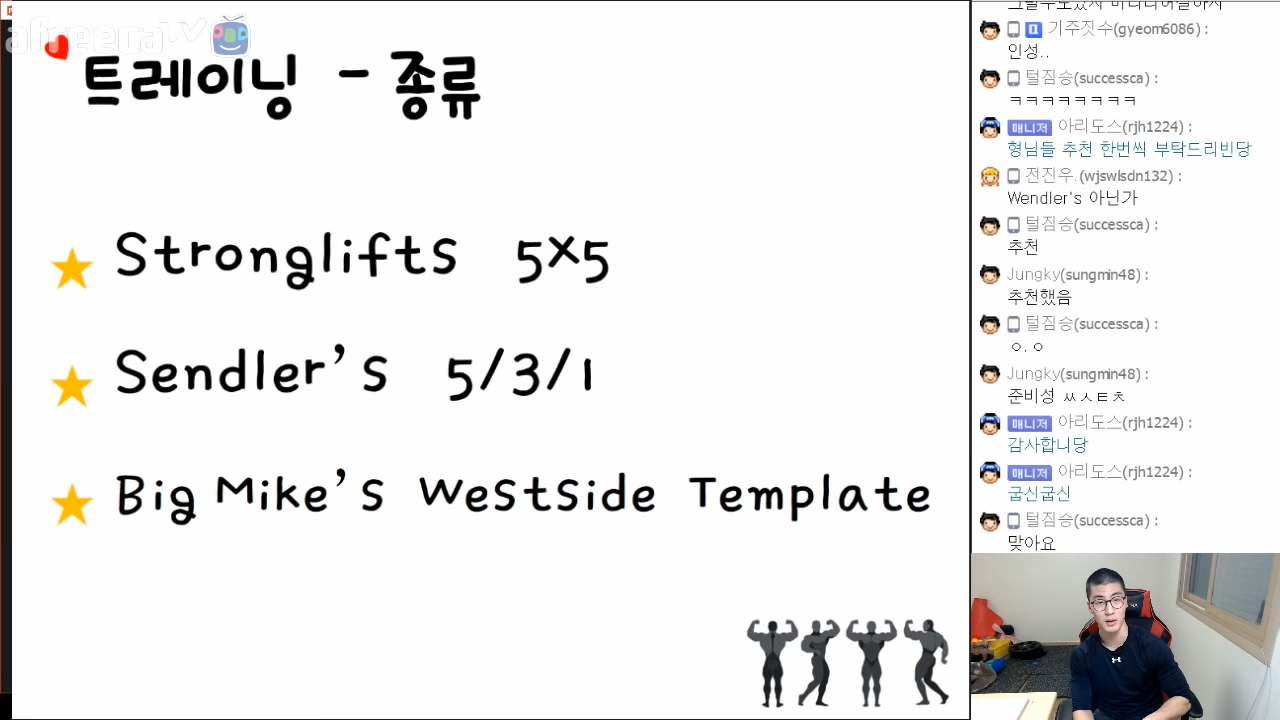 afreeca TV
트레이닝 - 종류
Stronglifts 5x5
Sendler's 5/3/1
Big Mike's Westside Template
기주짓수(gyeom6086) :
인성..
털짐승(successca) :
ㅋㅋㅋㅋㅋㅋㅋㅋ
매니저 아리도스(rjh1224) :
형님들 추천 한번씩 부탁드리빈당
전진우.(wjswlsdn132) :
Wendler's 아닌가
털짐승(successca) :
추천
Jungky(sungmin48) :
추천했음
털짐승(successca) :
ㅇ.ㅇ
Jungky(sungmin48) :
준비성 ㅆㅅㅌㅊ
매니저 아리도스(rjh1224) :
감사합니당
매니저 아리도스(rjh1224) :
굽신굽신
털짐승(successca) :
맞아요